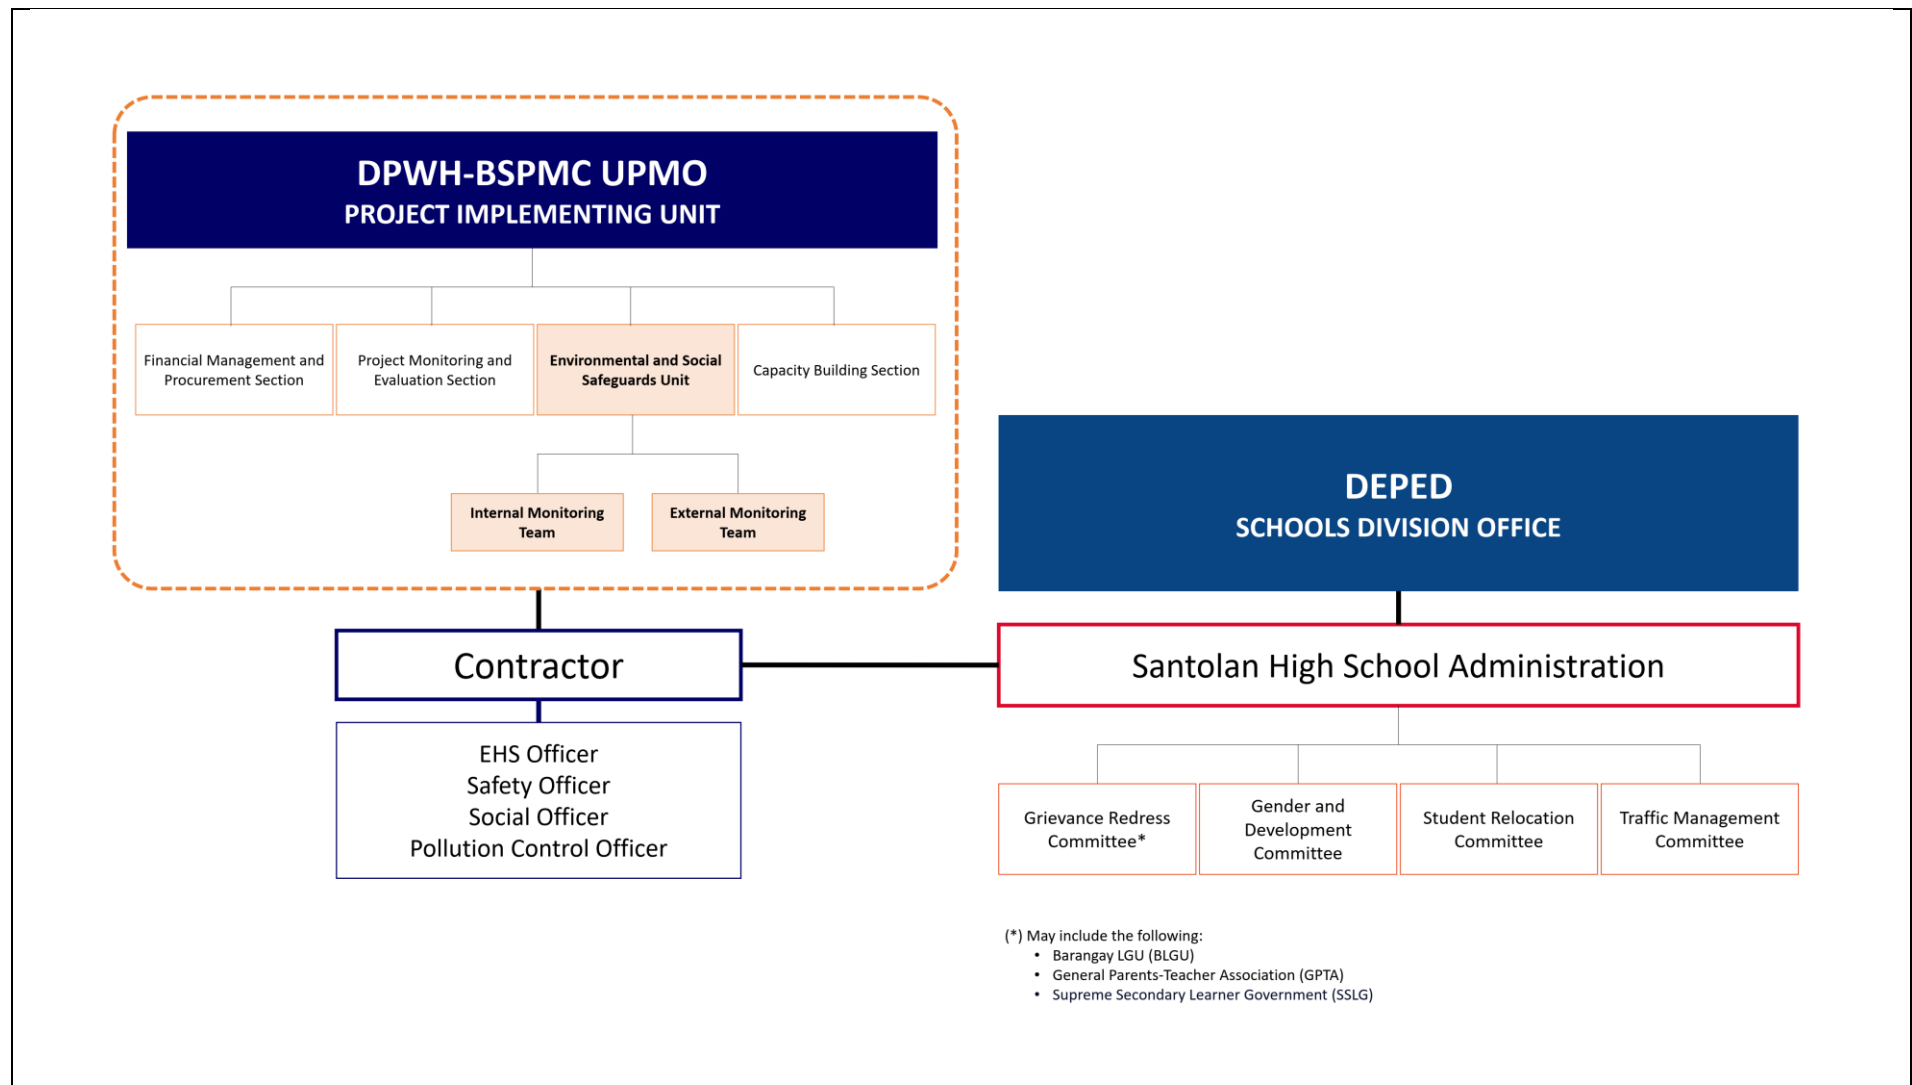 DPWH-BSPMC UPMO
PROJECT IMPLEMENTING UNIT
Financial Management and
Procurement Section
Project Monitoring and
Evaluation Section
Environmental and Social
Safeguards Unit
Capacity Building Section
Internal Monitoring
Team
External Monitoring
Team
DEPED
SCHOOLS DIVISION OFFICE
Contractor
Santolan High School Administration
EHS Officer
Safety Officer
Social Officer
Pollution Control Officer
Grievance Redress
Committee*
Gender and
Development
Committee
Student Relocation
Committee
Traffic Management
Committee
(*) May include the following:
• Barangay LGU (BLGU)
• General Parents-Teacher Association (GPTA)
• Supreme Secondary Learner Government (SSLG)